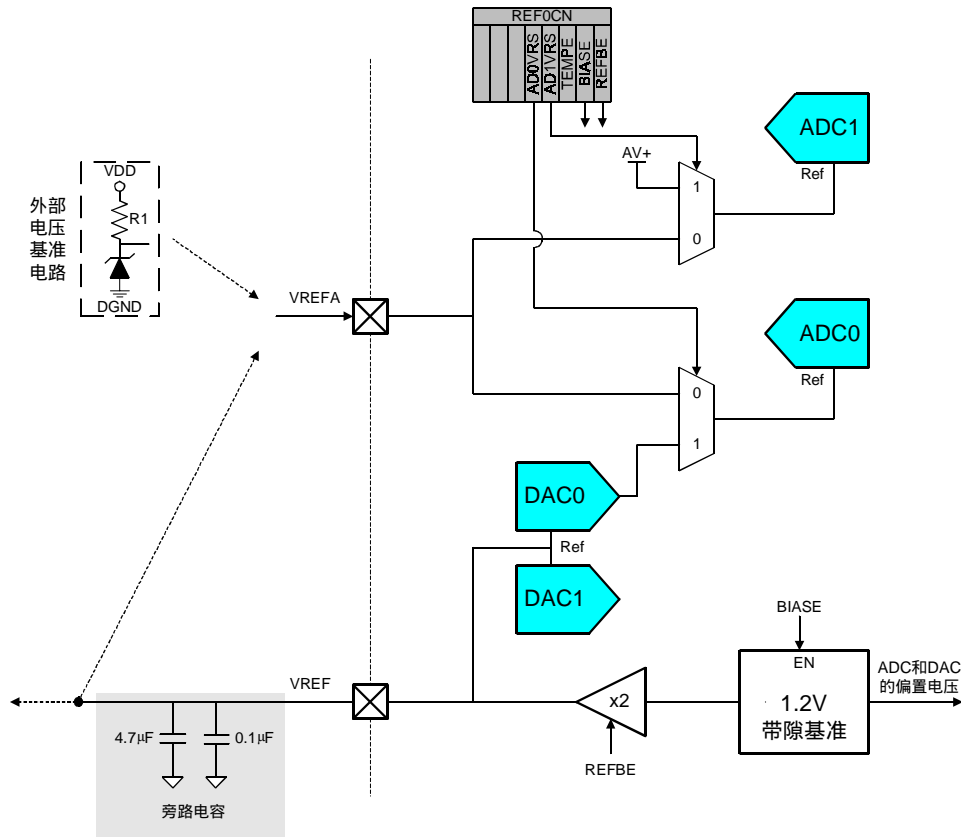 REF0CN
AD0VRS
AD1VRS
TEMPE
BIASE
REFBE
ADC1
Ref
AV+
1
0
VDD
R1
外部
电压
基准
电路
DGND
VREFA
ADC0
Ref
0
1
DAC0
Ref
DAC1
BIASE
EN
1.2V
带隙基准
ADC和DAC
的偏置电压
VREF
x2
REFBE
4.7μF
0.1μF
旁路电容